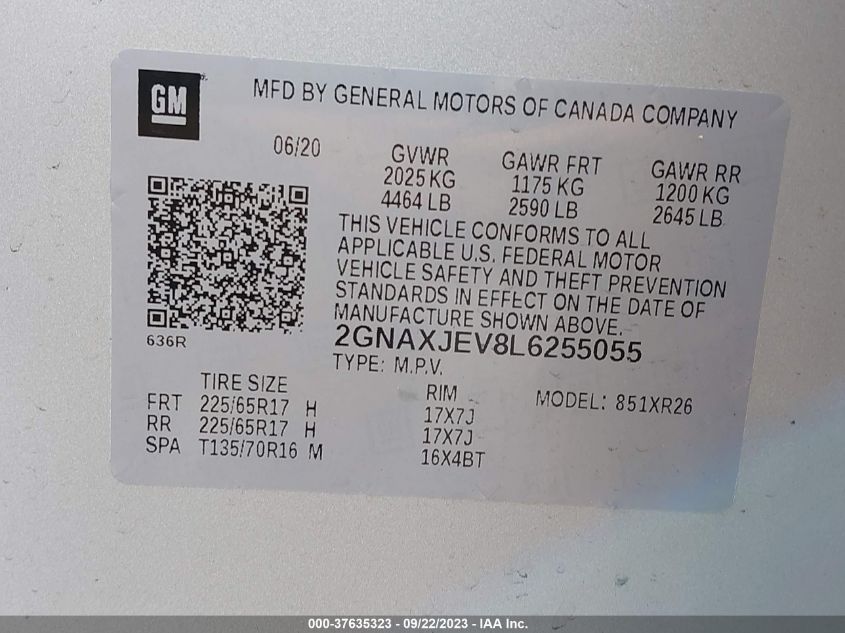 GM
MFD BY GENERAL MOTORS OF CANADA COMPANY
06/20
GVWR GAWR FRT GAWR RR
2025 KG 1175 KG 1200 KG
4464 LB 2590 LB 2645 LB
THIS VEHICLE CONFORMS TO ALL
APPLICABLE U.S. FEDERAL MOTOR
VEHICLE SAFETY AND THEFT PREVENTION
STANDARDS IN EFFECT ON THE DATE OF
MANUFACTURE SHOWN ABOVE.
636R
2GNAXJEV8L6255055
TYPE: M.P.V.
TIRE SIZE RIM MODEL: 851XR26
FRT 225/65R17 H 17X7J
RR 225/65R17 H 17X7J
SPA T135/70R16 M 16X4BT
000-37635323 - 09/22/2023 - IAA Inc.